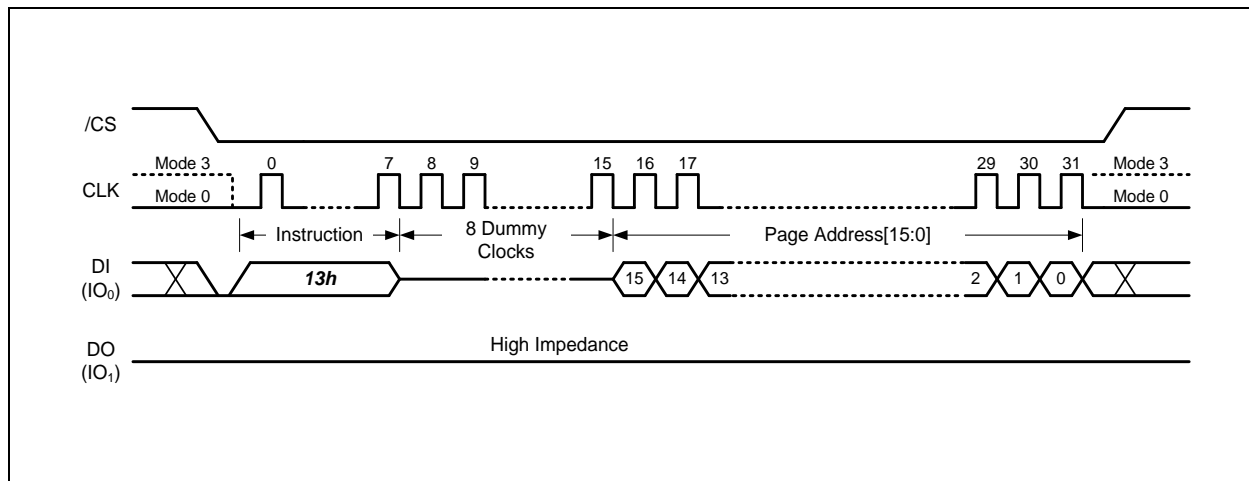 /CS
Mode 3 0 7 8 9 15 16 17 29 30 31 Mode 3
CLK
Mode 0 Mode 0
Instruction 8 Dummy Page Address[15:0]
Clocks
DI
(IO₀)
13h 15 14 13 2 1 0
DO
(IO₁)
High Impedance